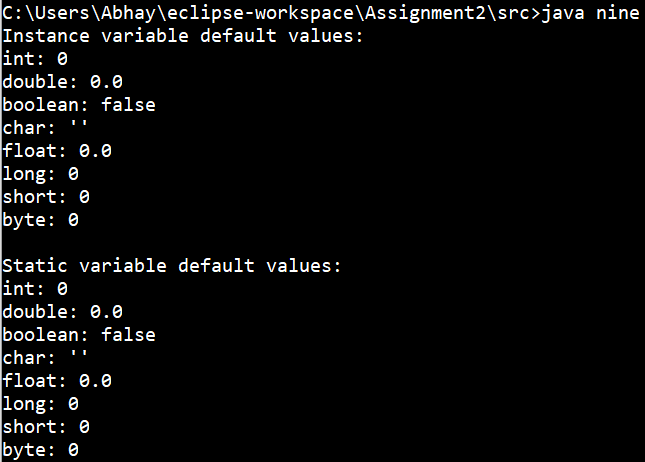 C:\Users\Abhay\eclipse-workspace\Assignment2\src>java nine
Instance variable default values:
int: 0
double: 0.0
boolean: false
char: ''
float: 0.0
long: 0
short: 0
byte: 0

Static variable default values:
int: 0
double: 0.0
boolean: false
char: ''
float: 0.0
long: 0
short: 0
byte: 0